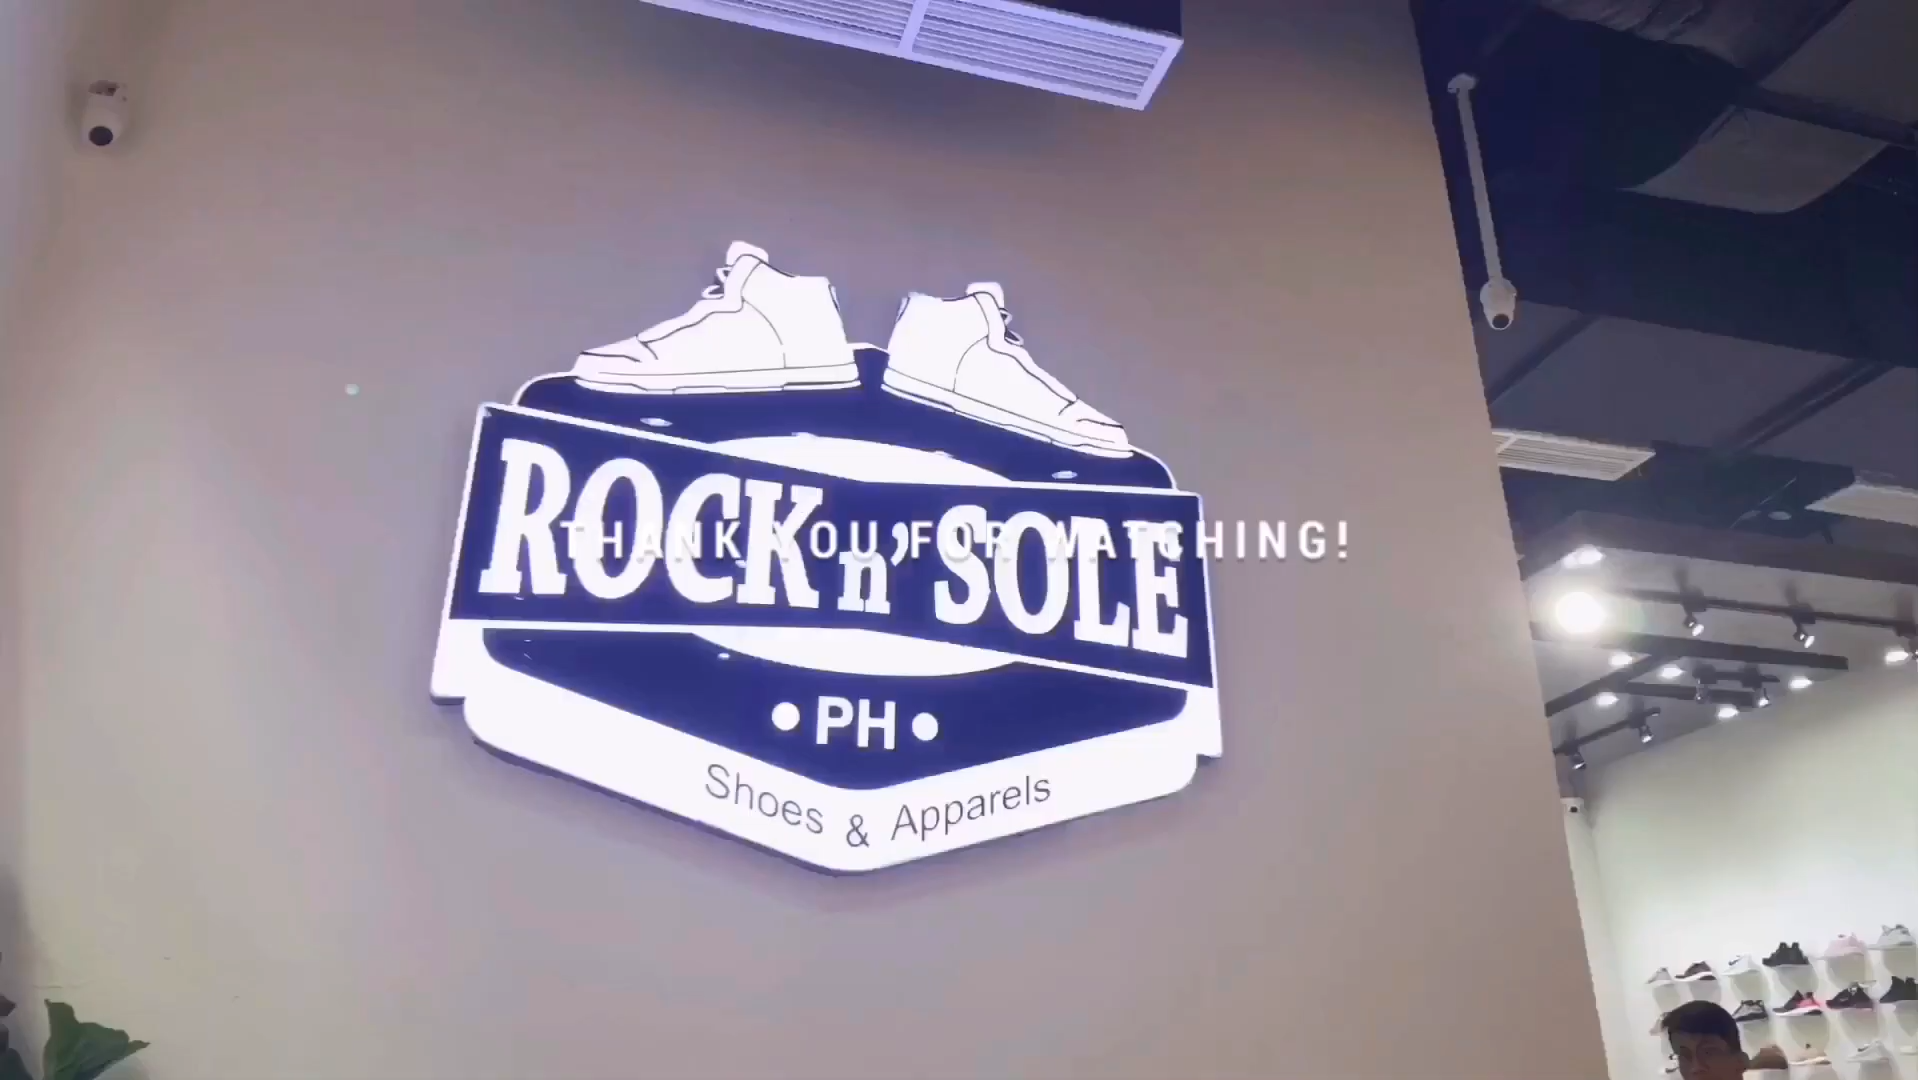 ROCK n' SOLE
THANK YOU FOR WATCHING!
• PH •
Shoes & Apparels